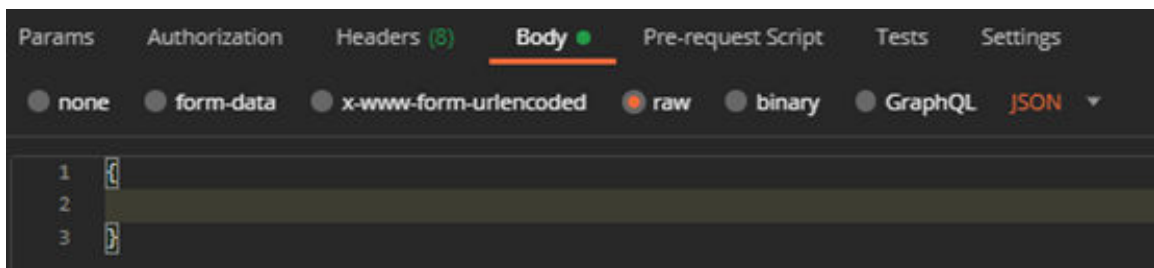 Params Authorization Headers (8) Body Pre-request Script Tests Settings
none form-data x-www-form-urlencoded raw binary GraphQL JSON
1 {
2
3 }